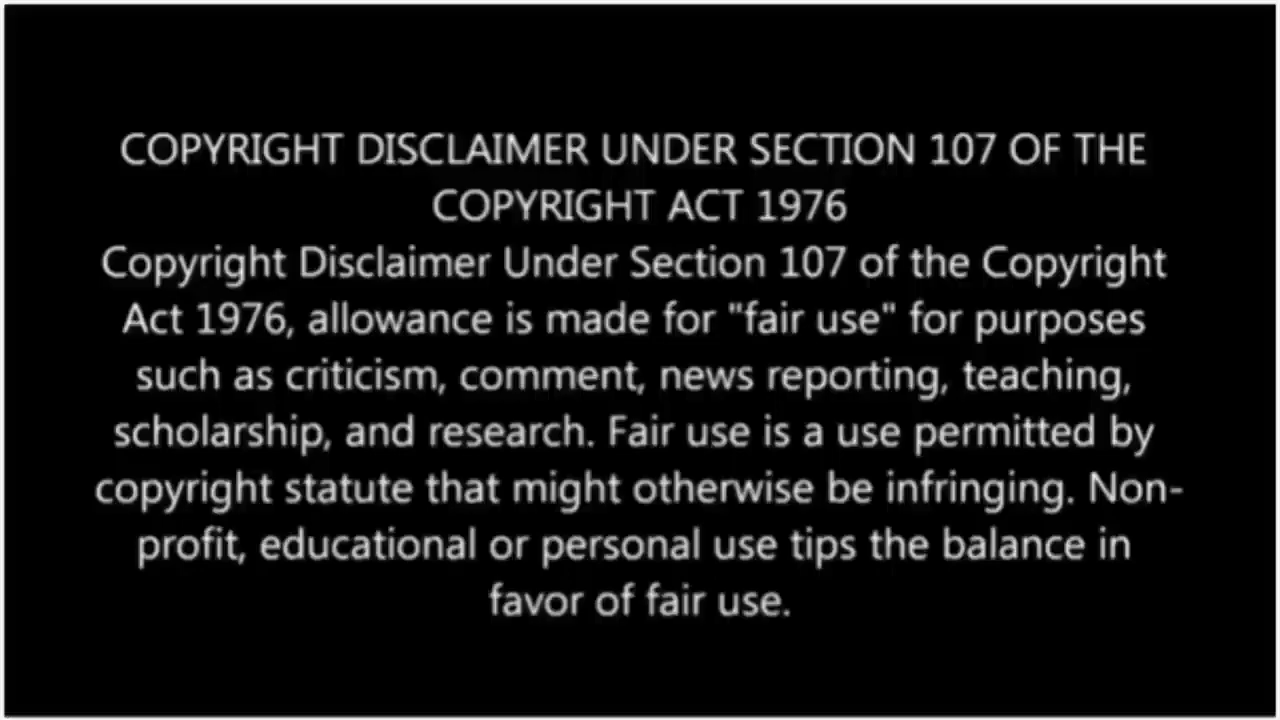 COPYRIGHT DISCLAIMER UNDER SECTION 107 OF THE
COPYRIGHT ACT 1976
Copyright Disclaimer Under Section 107 of the Copyright
Act 1976, allowance is made for "fair use" for purposes
such as criticism, comment, news reporting, teaching,
scholarship, and research. Fair use is a use permitted by
copyright statute that might otherwise be infringing. Non-
profit, educational or personal use tips the balance in
favor of fair use.